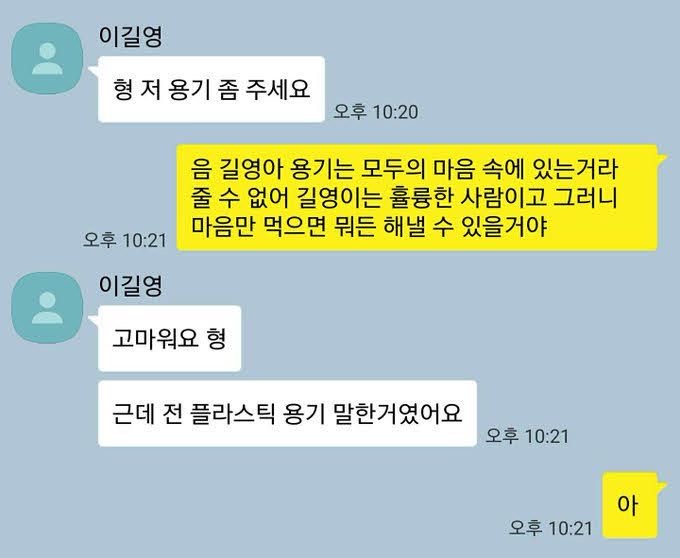 이길영
형 저 용기 좀 주세요
오후 10:20
음 길영아 용기는 모두의 마음 속에 있는거라
줄 수 없어 길영이는 휼륭한 사람이고 그러니
마음만 먹으면 뭐든 해낼 수 있을거야
오후 10:21
이길영
고마워요 형
근데 전 플라스틱 용기 말한거였어요
오후 10:21
아
오후 10:21